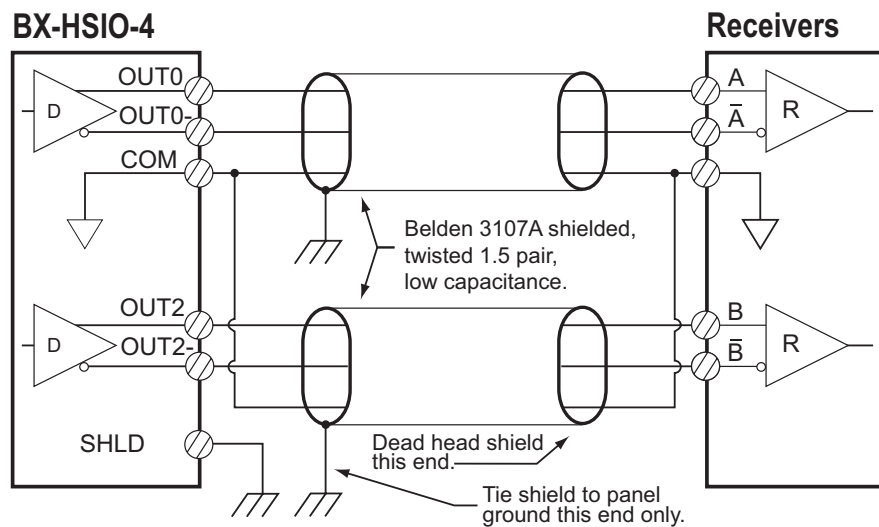 BX-HSIO-4
Receivers
OUT0
D
OUT0-
COM
A
A̅
R
Belden 3107A shielded,
twisted 1.5 pair,
low capacitance.
OUT2
D
OUT2-
B
B̅
R
SHLD
Dead head shield
this end.
Tie shield to panel
ground this end only.